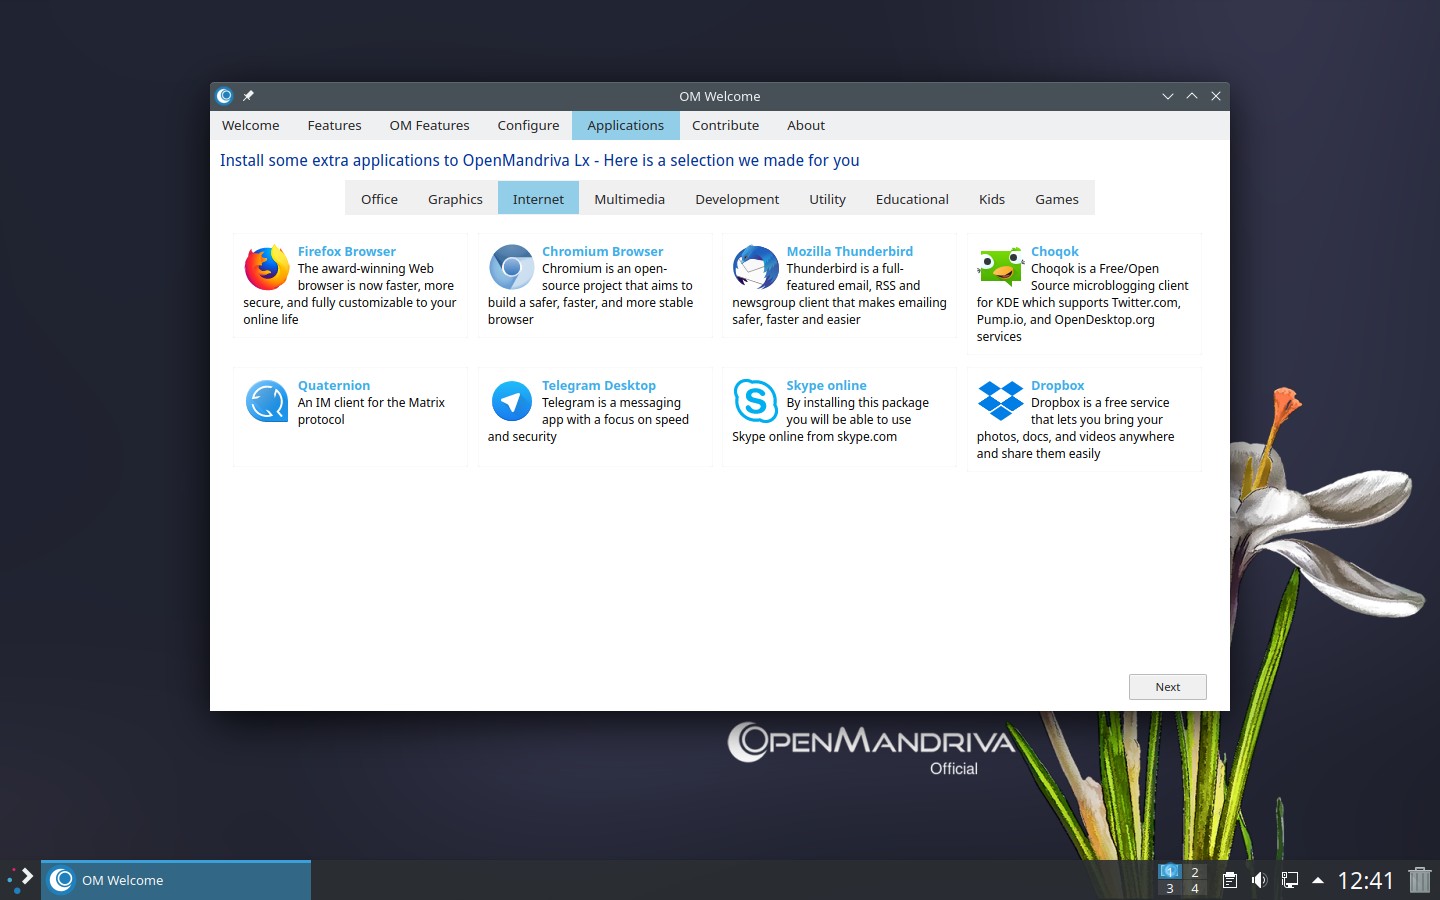 OM Welcome
Welcome Features OM Features Configure Applications Contribute About
Install some extra applications to OpenMandriva Lx - Here is a selection we made for you
Office Graphics Internet Multimedia Development Utility Educational Kids Games
Firefox Browser
The award-winning Web
browser is now faster, more
secure, and fully customizable to your
online life
Chromium Browser
Chromium is an open-
source project that aims to
build a safer, faster, and more stable
browser
Mozilla Thunderbird
Thunderbird is a full-
featured email, RSS and
newsgroup client that makes emailing
safer, faster and easier
Choqok
Choqok is a Free/Open
Source microblogging client
for KDE which supports Twitter.com,
Pump.io, and OpenDesktop.org
services
Quaternion
An IM client for the Matrix
protocol
Telegram Desktop
Telegram is a messaging
app with a focus on speed
and security
Skype online
By installing this package
you will be able to use
Skype online from skype.com
Dropbox
Dropbox is a free service
that lets you bring your
photos, docs, and videos anywhere
and share them easily
Next
OpenMandriva
Official
OM Welcome
1 2
3 4
12:41